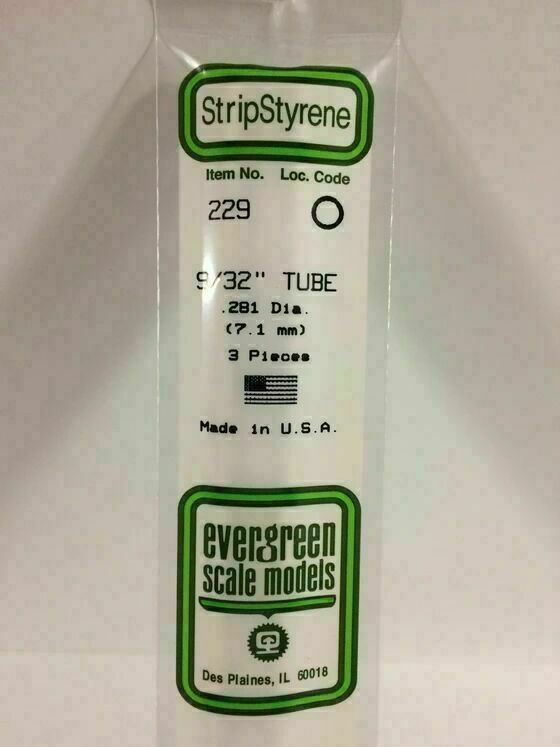 StripStyrene
Item No. Loc. Code
229
9/32" TUBE
.281 Dia.
(7.1 mm)
3 Pieces
Made in U.S.A.
evergreen
scale models
Des Plaines, IL 60018